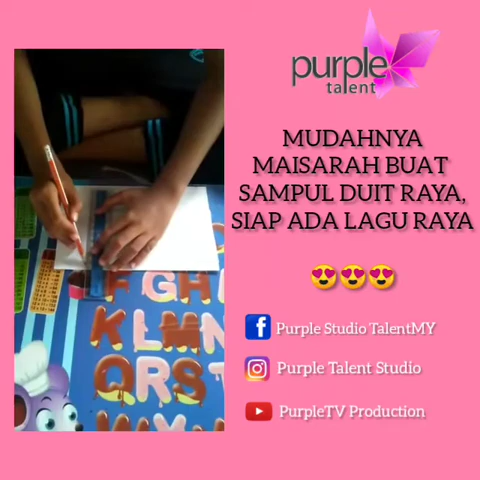 purple
talent
MUDAHNYA
MAISARAH BUAT
SAMPUL DUIT RAYA,
SIAP ADA LAGU RAYA
😍😍😍
Purple Studio TalentMY
Purple Talent Studio
PurpleTV Production
F G H
K L M N
Q R S T